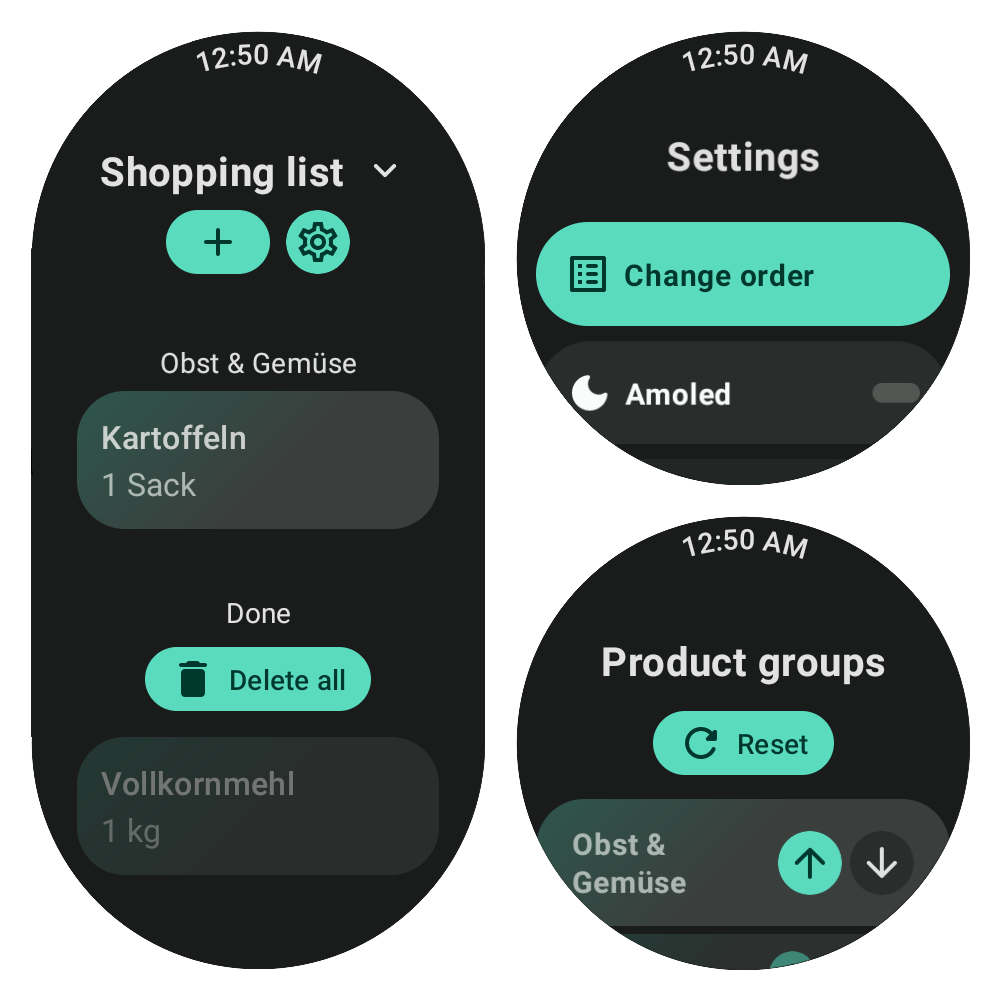 12:50 AM
Shopping list
Obst & Gemüse
Kartoffeln
1 Sack
Done
Delete all
Vollkornmehl
1 kg
12:50 AM
Settings
Change order
Amoled
12:50 AM
Product groups
Reset
Obst &
Gemüse